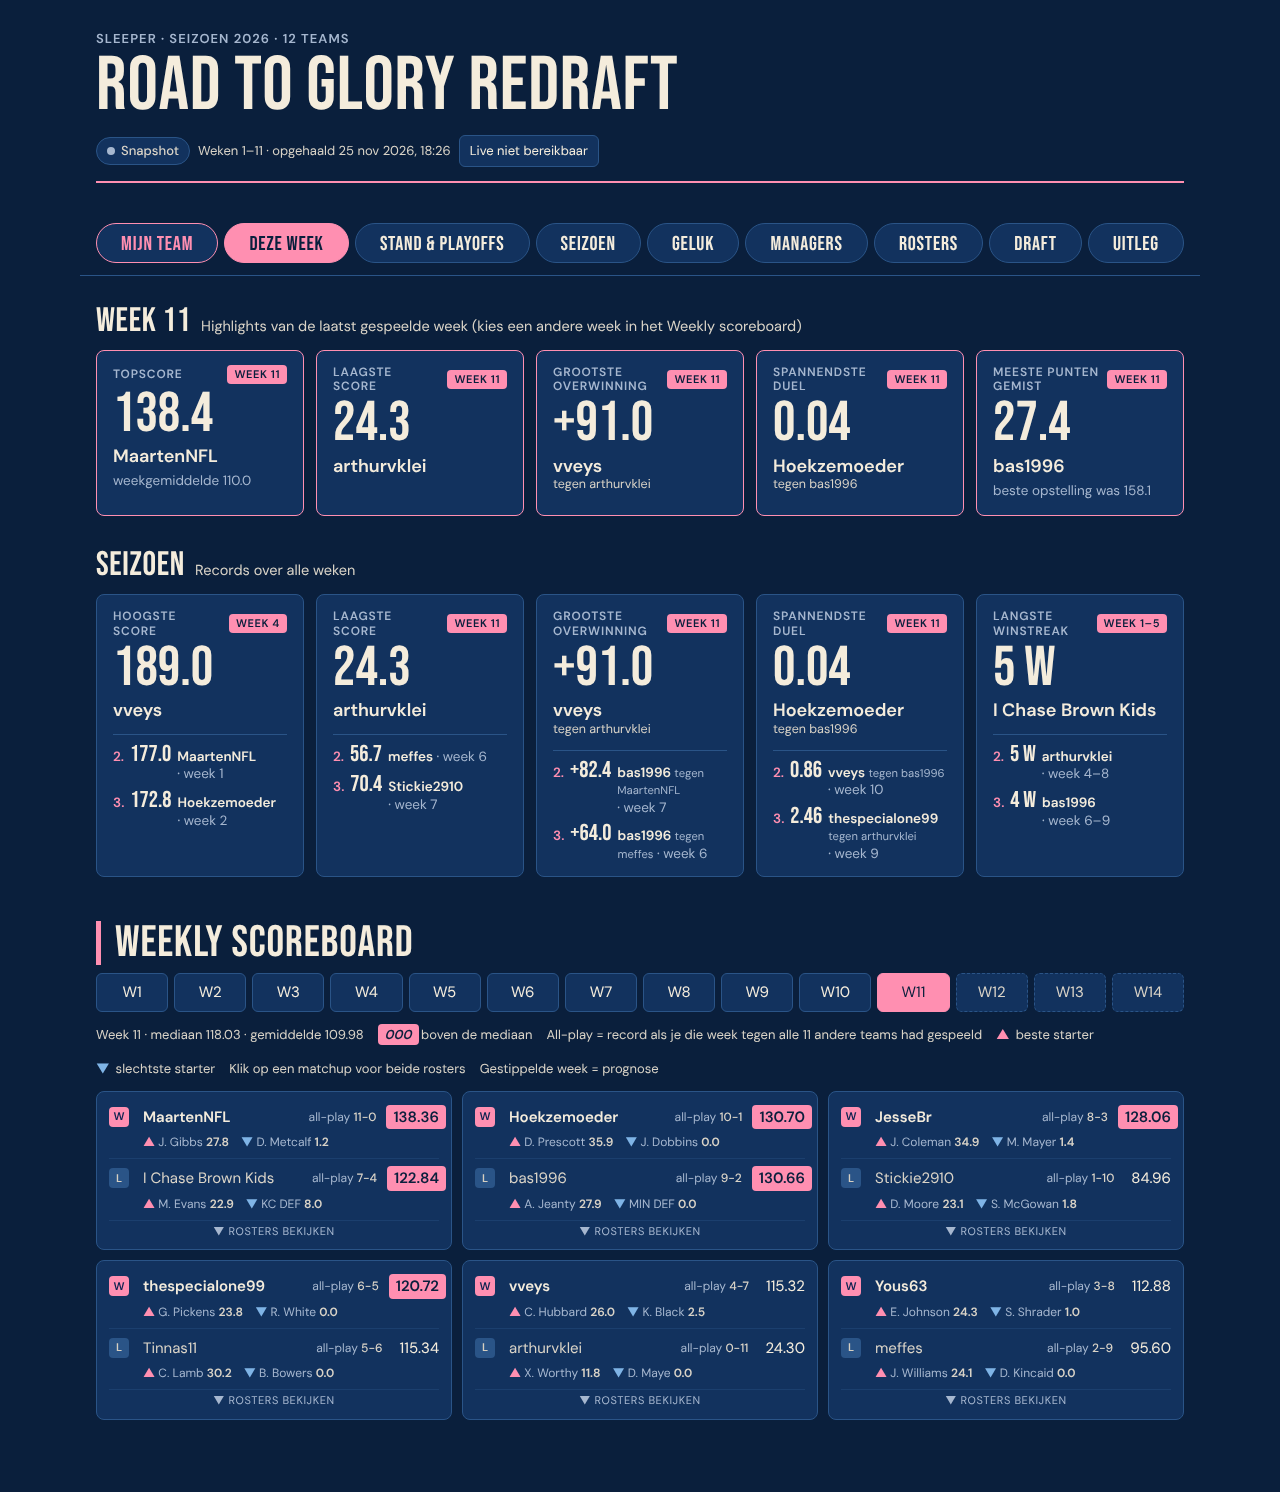 SLEEPER · SEIZOEN 2026 · 12 TEAMS
ROAD TO GLORY REDRAFT
Snapshot Weken 1–11 · opgehaald 25 nov 2026, 18:26 Live niet bereikbaar
MIJN TEAM DEZE WEEK STAND & PLAYOFFS SEIZOEN GELUK MANAGERS ROSTERS DRAFT UITLEG
WEEK 11 Highlights van de laatst gespeelde week (kies een andere week in het Weekly scoreboard)
TOPSCORE WEEK 11
138.4
MaartenNFL
weekgemiddelde 110.0
LAAGSTE SCORE WEEK 11
24.3
arthurvklei
GROOTSTE OVERWINNING WEEK 11
+91.0
vveys
tegen arthurvklei
SPANNENDSTE DUEL WEEK 11
0.04
Hoekzemoeder
tegen bas1996
MEESTE PUNTEN GEMIST WEEK 11
27.4
bas1996
beste opstelling was 158.1
SEIZOEN Records over alle weken
HOOGSTE SCORE WEEK 4
189.0
vveys
2. 177.0 MaartenNFL
· week 1
3. 172.8 Hoekzemoeder
· week 2
LAAGSTE SCORE WEEK 11
24.3
arthurvklei
2. 56.7 meffes · week 6
3. 70.4 Stickie2910
· week 7
GROOTSTE OVERWINNING WEEK 11
+91.0
vveys
tegen arthurvklei
2. +82.4 bas1996 tegen
MaartenNFL
· week 7
3. +64.0 bas1996 tegen
meffes · week 6
SPANNENDSTE DUEL WEEK 11
0.04
Hoekzemoeder
tegen bas1996
2. 0.86 vveys tegen bas1996
· week 10
3. 2.46 thespecialone99
tegen arthurvklei
· week 9
LANGSTE WINSTREAK WEEK 1–5
5 W
I Chase Brown Kids
2. 5 W arthurvklei
· week 4–8
3. 4 W bas1996
· week 6–9
WEEKLY SCOREBOARD
W1 W2 W3 W4 W5 W6 W7 W8 W9 W10 W11 W12 W13 W14
Week 11 · mediaan 118.03 · gemiddelde 109.98 000 boven de mediaan All-play = record als je die week tegen alle 11 andere teams had gespeeld ▲ beste starter
▼ slechtste starter Klik op een matchup voor beide rosters Gestippelde week = prognose
W MaartenNFL all-play 11-0 138.36
▲ J. Gibbs 27.8 ▼ D. Metcalf 1.2
L I Chase Brown Kids all-play 7-4 122.84
▲ M. Evans 22.9 ▼ KC DEF 8.0
▼ ROSTERS BEKIJKEN
W Hoekzemoeder all-play 10-1 130.70
▲ D. Prescott 35.9 ▼ J. Dobbins 0.0
L bas1996 all-play 9-2 130.66
▲ A. Jeanty 27.9 ▼ MIN DEF 0.0
▼ ROSTERS BEKIJKEN
W JesseBr all-play 8-3 128.06
▲ J. Coleman 34.9 ▼ M. Mayer 1.4
L Stickie2910 all-play 1-10 84.96
▲ D. Moore 23.1 ▼ S. McGowan 1.8
▼ ROSTERS BEKIJKEN
W thespecialone99 all-play 6-5 120.72
▲ G. Pickens 23.8 ▼ R. White 0.0
L Tinnas11 all-play 5-6 115.34
▲ C. Lamb 30.2 ▼ B. Bowers 0.0
▼ ROSTERS BEKIJKEN
W vveys all-play 4-7 115.32
▲ C. Hubbard 26.0 ▼ K. Black 2.5
L arthurvklei all-play 0-11 24.30
▲ X. Worthy 11.8 ▼ D. Maye 0.0
▼ ROSTERS BEKIJKEN
W Yous63 all-play 3-8 112.88
▲ E. Johnson 24.3 ▼ S. Shrader 1.0
L meffes all-play 2-9 95.60
▲ J. Williams 24.1 ▼ D. Kincaid 0.0
▼ ROSTERS BEKIJKEN